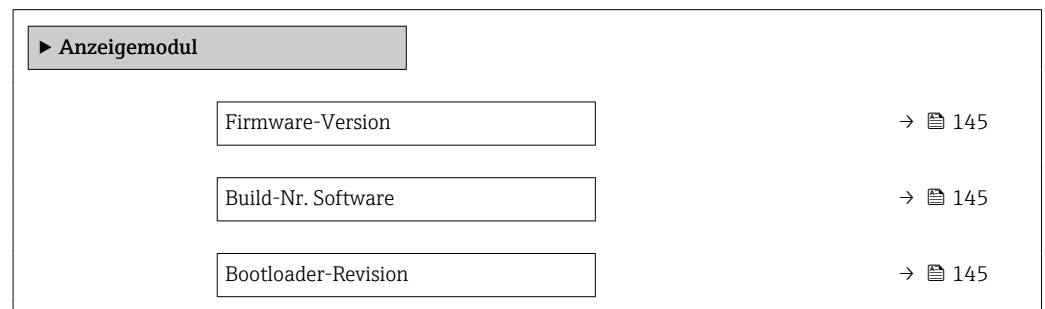 ▶ Anzeigemodul
Firmware-Version → 145
Build-Nr. Software → 145
Bootloader-Revision → 145